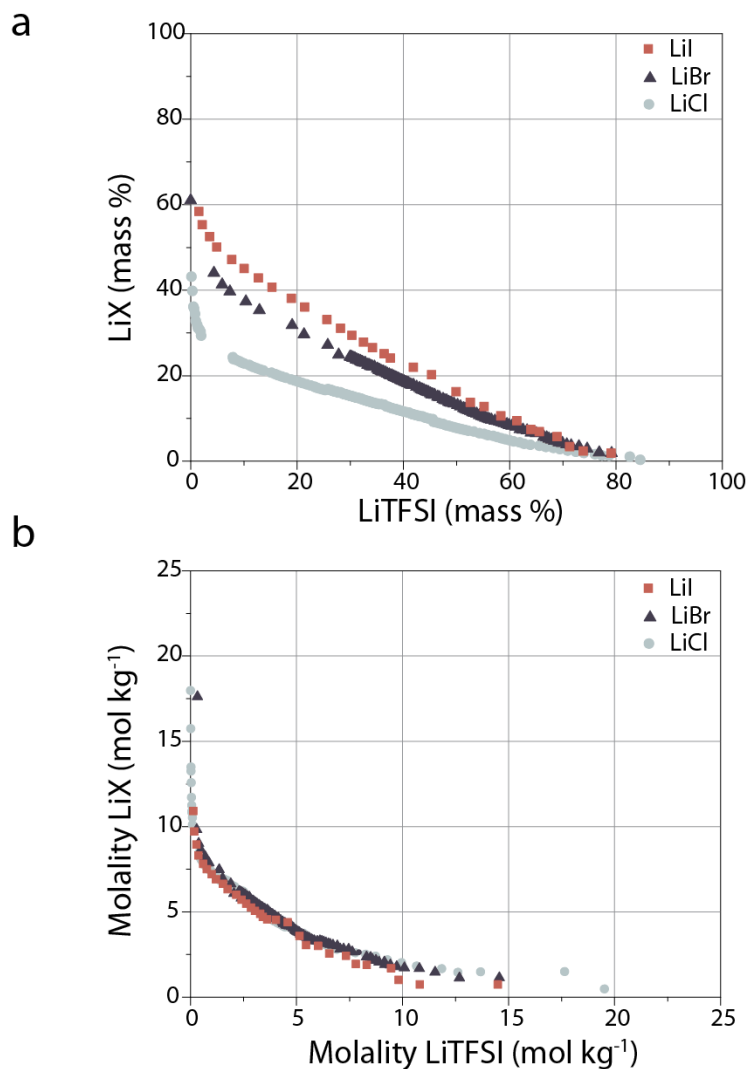 a
100
80
60
40
20
0
LiX (mass %)
LiI
LiBr
LiCl
0 20 40 60 80 100
LiTFSI (mass %)
b
25
20
15
10
5
0
Molality LiX (mol kg⁻¹)
LiI
LiBr
LiCl
0 5 10 15 20 25
Molality LiTFSI (mol kg⁻¹)